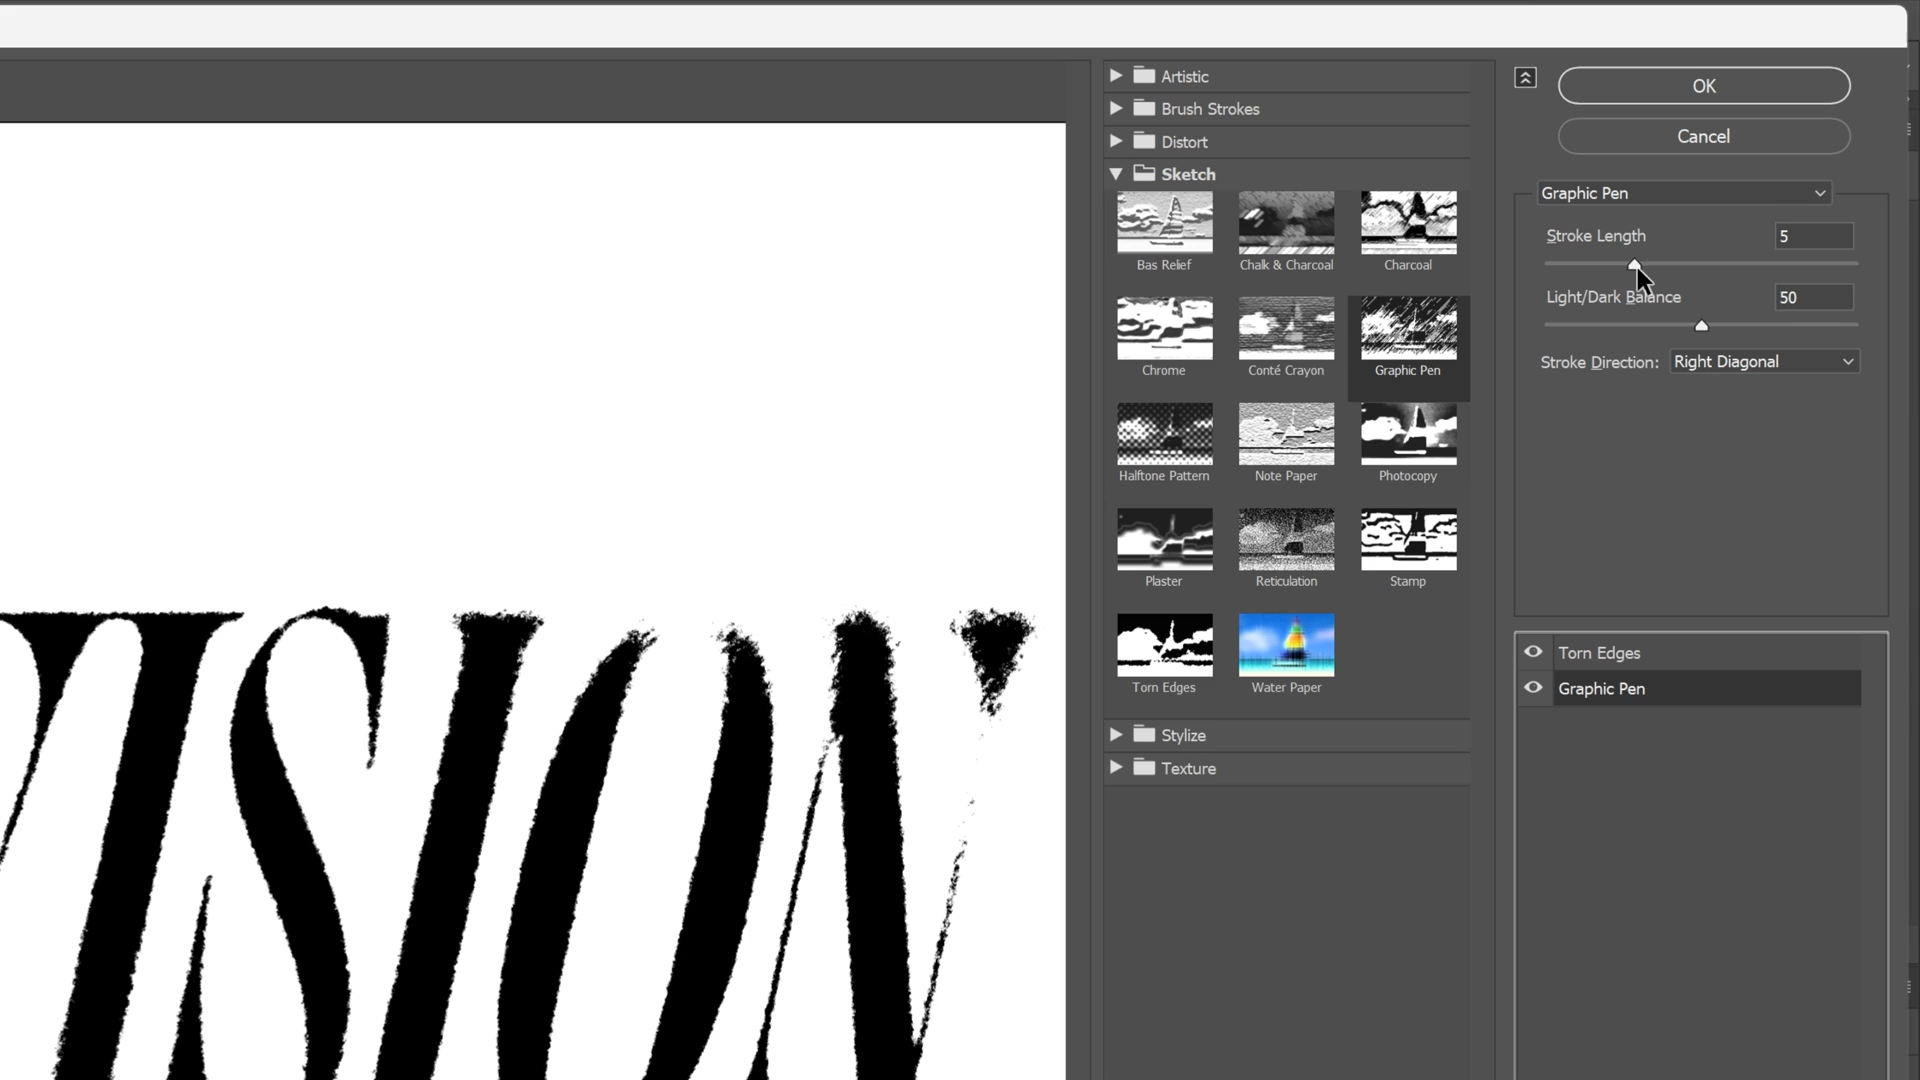 Artistic
Brush Strokes
Distort
Sketch
Bas Relief
Chalk & Charcoal
Charcoal
Chrome
Conté Crayon
Graphic Pen
Halftone Pattern
Note Paper
Photocopy
Plaster
Reticulation
Stamp
Torn Edges
Water Paper
Stylize
Texture
OK
Cancel
Graphic Pen
Stroke Length
5
Light/Dark Balance
50
Stroke Direction:
Right Diagonal
Torn Edges
Graphic Pen
SION